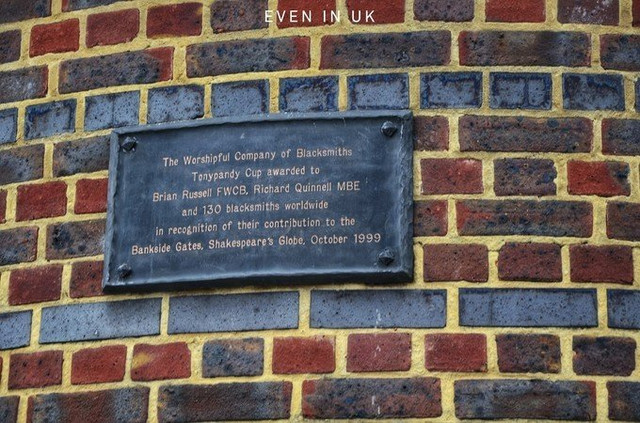 EVEN IN UK
The Worshipful Company of Blacksmiths
Tonypandy Cup awarded to
Brian Russell FWCB, Richard Quinnell MBE
and 130 blacksmiths worldwide
in recognition of their contribution to the
Bankside Gates, Shakespeare's Globe, October 1999